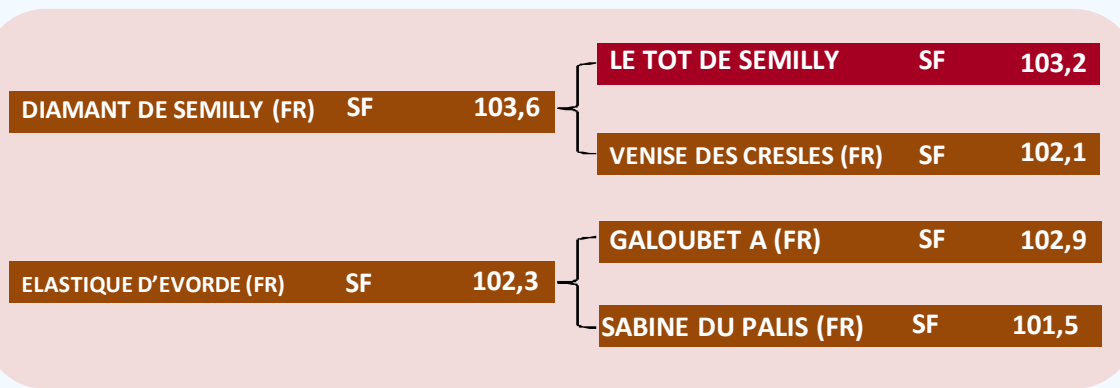 LE TOT DE SEMILLY SF 103,2
DIAMANT DE SEMILLY (FR) SF 103,6
VENISE DES CRESLES (FR) SF 102,1
GALOUBET A (FR) SF 102,9
ELASTIQUE D’EVORDE (FR) SF 102,3
SABINE DU PALIS (FR) SF 101,5